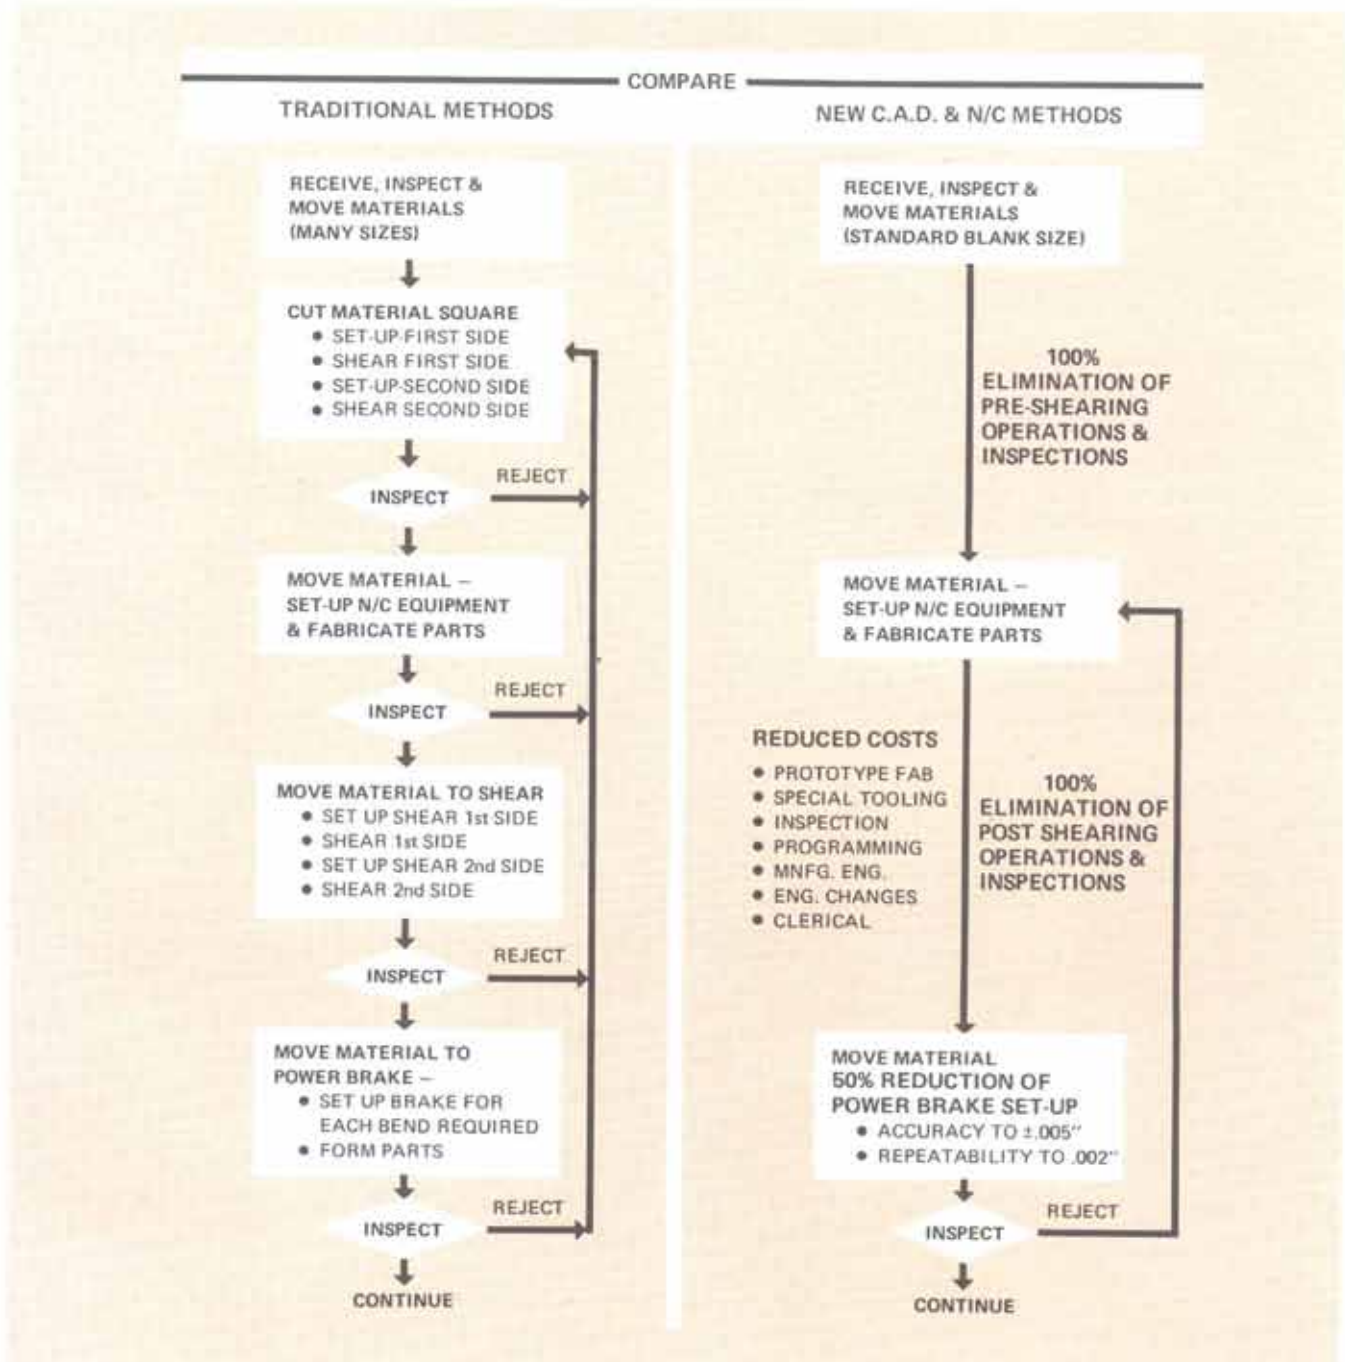 COMPARE
TRADITIONAL METHODS
RECEIVE, INSPECT &
MOVE MATERIALS
(MANY SIZES)
CUT MATERIAL SQUARE
● SET-UP-FIRST SIDE
● SHEAR FIRST SIDE
● SET-UP-SECOND SIDE
● SHEAR SECOND SIDE
REJECT
INSPECT
MOVE MATERIAL –
SET-UP N/C EQUIPMENT
& FABRICATE PARTS
REJECT
INSPECT
MOVE MATERIAL TO SHEAR
● SET UP SHEAR 1st SIDE
● SHEAR 1st SIDE
● SET UP SHEAR 2nd SIDE
● SHEAR 2nd SIDE
REJECT
INSPECT
MOVE MATERIAL TO
POWER BRAKE –
● SET UP BRAKE FOR
EACH BEND REQUIRED
● FORM PARTS
REJECT
INSPECT
CONTINUE
NEW C.A.D. & N/C METHODS
RECEIVE, INSPECT &
MOVE MATERIALS
(STANDARD BLANK SIZE)
100%
ELIMINATION OF
PRE-SHEARING
OPERATIONS &
INSPECTIONS
MOVE MATERIAL –
SET-UP N/C EQUIPMENT
& FABRICATE PARTS
REDUCED COSTS
● PROTOTYPE FAB
● SPECIAL TOOLING
● INSPECTION
● PROGRAMMING
● MNFG. ENG.
● ENG. CHANGES
● CLERICAL
100%
ELIMINATION OF
POST SHEARING
OPERATIONS &
INSPECTIONS
MOVE MATERIAL
50% REDUCTION OF
POWER BRAKE SET-UP
● ACCURACY TO ±.005"
● REPEATABILITY TO .002"
REJECT
INSPECT
CONTINUE